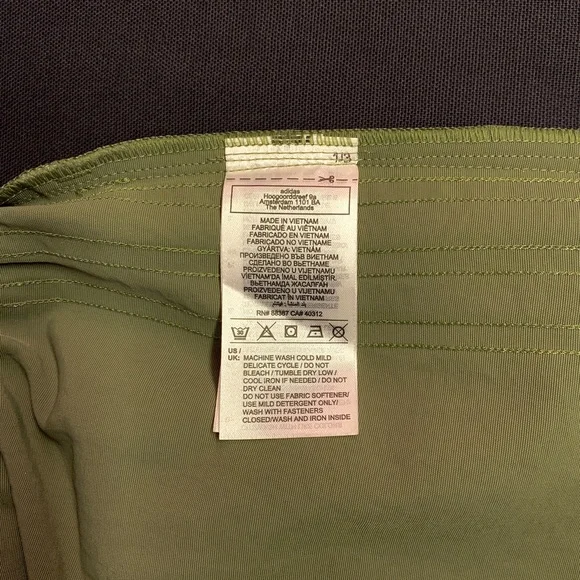 adidas
Hoogoorddreef 9a
Amsterdam 1101 BA
The Netherlands
MADE IN VIETNAM
FABRIQUÉ AU VIÊTNAM
FABRICADO EN VIETNAM
FABRICADO NO VIETNAME
GYÁRTVA: VIETNÁM
ПРОИЗВЕДЕНО ВЪВ ВИЕТНАМ
СДЕЛАНО ВО ВЬЕТНАМЕ
PROIZVEDENO U VIJETNAMU
VIETNAM'DA İMAL EDİLMİŞTİR.
ВЬЕТНАМДА ЖАСАЛҒАН
PROIZVEDENO U VIJETNAMU
FABRICAT ÎN VIETNAM
RN# 88387 CA# 40312
30
US /
UK: MACHINE WASH COLD MILD
DELICATE CYCLE / DO NOT
BLEACH / TUMBLE DRY LOW /
COOL IRON IF NEEDED / DO NOT
DRY CLEAN
DO NOT USE FABRIC SOFTENER/
USE MILD DETERGENT ONLY/
WASH WITH FASTENERS
CLOSED/WASH AND IRON INSIDE